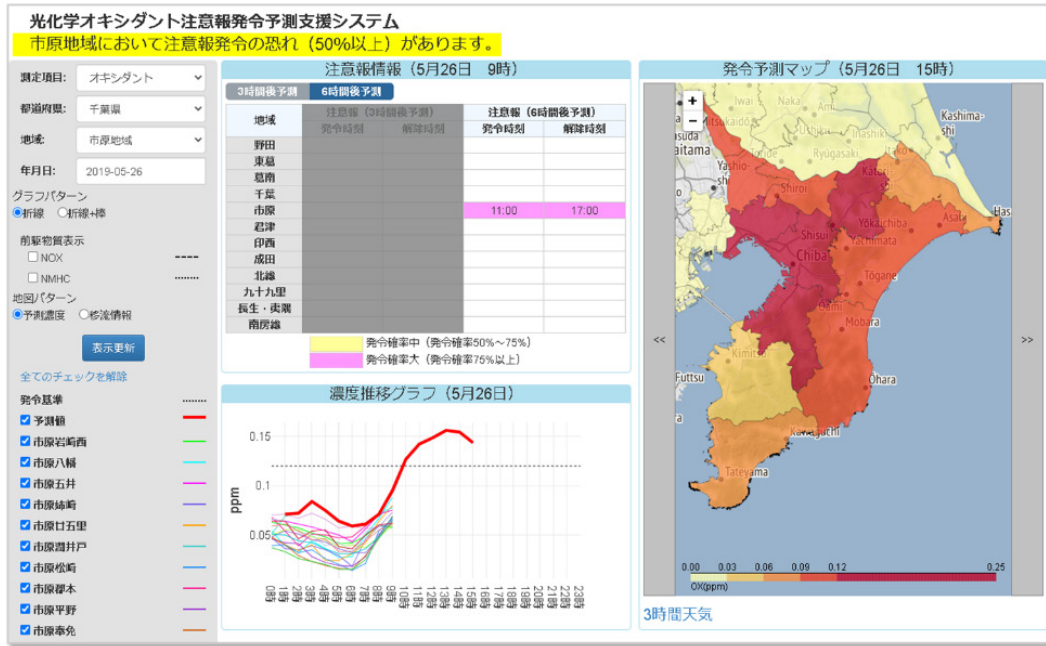 光化学オキシダント注意報発令予測支援システム
市原地域において注意報発令の恐れ（50%以上）があります。
測定項目: オキシダント
都道府県: 千葉県
地域: 市原地域
年月日: 2019-05-26
グラフパターン
折線 折線+棒
前駆物質表示
NOX
NMHC
地図パターン
予測濃度 移流情報
表示更新
全てのチェックを解除
発令基準
予測値
市原岩崎西
市原八幡
市原五井
市原姉崎
市原廿五里
市原潤井戸
市原松崎
市原郡本
市原平野
市原奉免
注意報情報（5月26日 9時）
3時間後予測 6時間後予測
地域 注意報（3時間後予測） 注意報（6時間後予測）
発令時刻 解除時刻 発令時刻 解除時刻
野田
東葛
葛南
千葉
市原 11:00 17:00
君津
印西
成田
北総
九十九里
長生・夷隅
南房総
発令確率中（発令確率50%～75%）
発令確率大（発令確率75%以上）
濃度推移グラフ（5月26日）
ppm
0.15
0.1
0.05
0時 1時 2時 3時 4時 5時 6時 7時 8時 9時 10時 11時 12時 13時 14時 15時 16時 17時 18時 19時 20時 21時 22時 23時
発令予測マップ（5月26日 15時）
+
−
Iwai
Naka
Ami
Kashima-shi
Mitsukaidō
Ushiku
Inashiki
aitama
Toride
Ryūgasaki
Itako
Yashio-shi
Shiroi
Katori
Shisui
Yōkaichiba
Asahi
Has
Chiba
Yachimata
Tōgane
Ōami
Mobara
Kimitsu
Futtsu
Ōhara
Kawaguchi
Tateyama
<<
>>
0.00 0.03 0.06 0.09 0.12 0.25
OX(ppm)
3時間天気